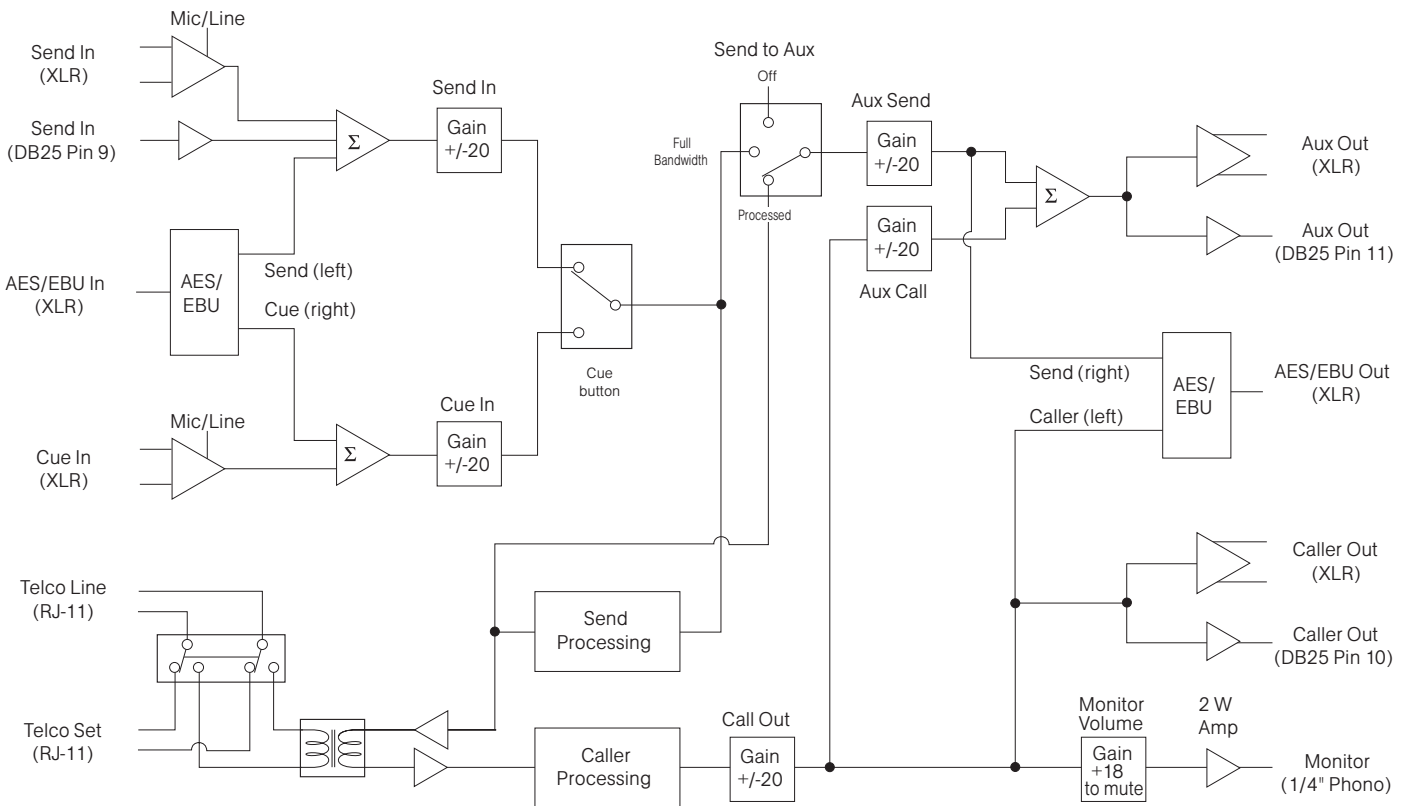 Mic/Line
Send In
(XLR)
Send In
(DB25 Pin 9)
Σ
Send In
Gain
+/-20
AES/EBU In
(XLR)
AES/
EBU
Send (left)
Cue (right)
Cue
button
Mic/Line
Cue In
(XLR)
Σ
Cue In
Gain
+/-20
Send to Aux
Off
Full
Bandwidth
Processed
Aux Send
Gain
+/-20
Gain
+/-20
Aux Call
Σ
Aux Out
(XLR)
Aux Out
(DB25 Pin 11)
Send (right)
Caller (left)
AES/
EBU
AES/EBU Out
(XLR)
Telco Line
(RJ-11)
Telco Set
(RJ-11)
Send
Processing
Caller
Processing
Call Out
Gain
+/-20
Caller Out
(XLR)
Caller Out
(DB25 Pin 10)
Monitor
Volume
Gain
+18
to mute
2 W
Amp
Monitor
(1/4" Phono)